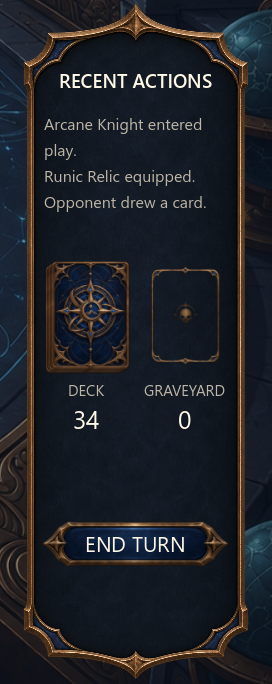 RECENT ACTIONS
Arcane Knight entered
play.
Runic Relic equipped.
Opponent drew a card.
DECK
GRAVEYARD
34
0
END TURN